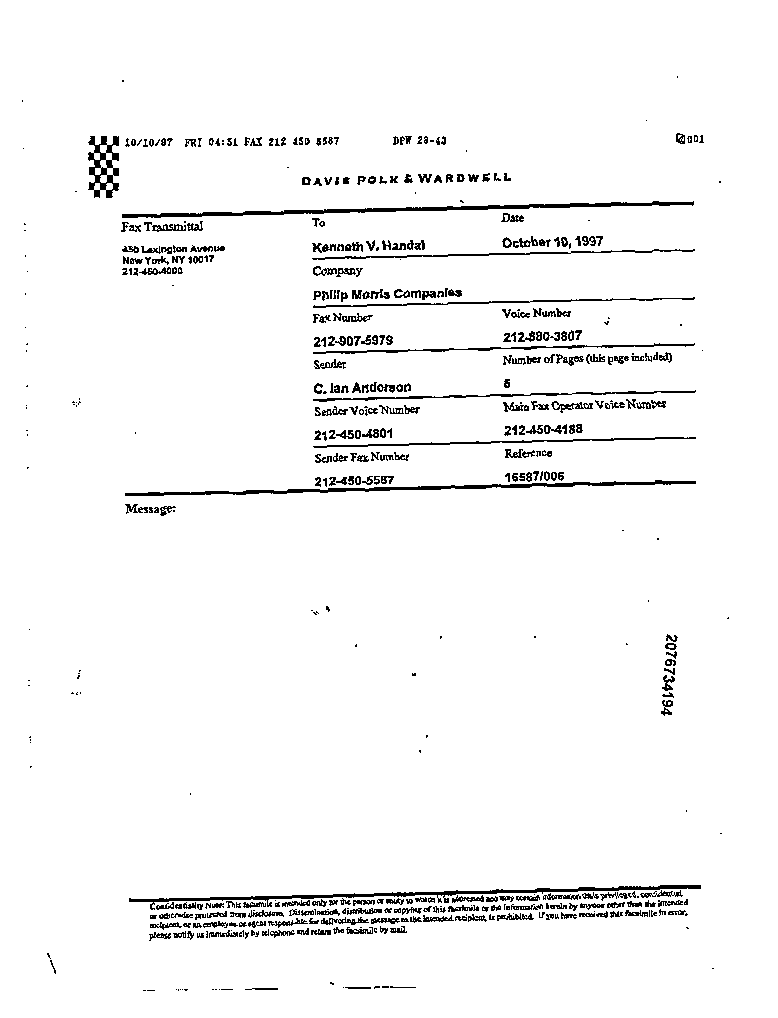 10/10/97 FRI 04:31 FAX 212 450 5587 DPW 28-43 001
DAVIS POLK & WARDWELL
Fax Transmittal
450 Lexington Avenue
New York, NY 10017
212-450-4000
To
Kenneth V. Handal
Date
October 10, 1997
Company
Philip Morris Companies
Fax Number
212-907-5979
Voice Number
212-880-3807
Sender
C. Ian Anderson
Number of Pages (this page included)
6
Sender Voice Number
212-450-4801
Main Fax Operator Voice Number
212-450-4188
Sender Fax Number
212-450-5587
Reference
16587/006
Message:
2076734194
Confidentiality Note: This facsimile is intended only for the person or entity to which it is addressed and may contain information that is privileged, confidential
or otherwise protected from disclosure. Dissemination, distribution or copying of this facsimile or the information herein by anyone other than the intended
recipient, or an employee or agent responsible for delivering the message to the intended recipient, is prohibited. If you have received this facsimile in error,
please notify us immediately by telephone and return the facsimile by mail.